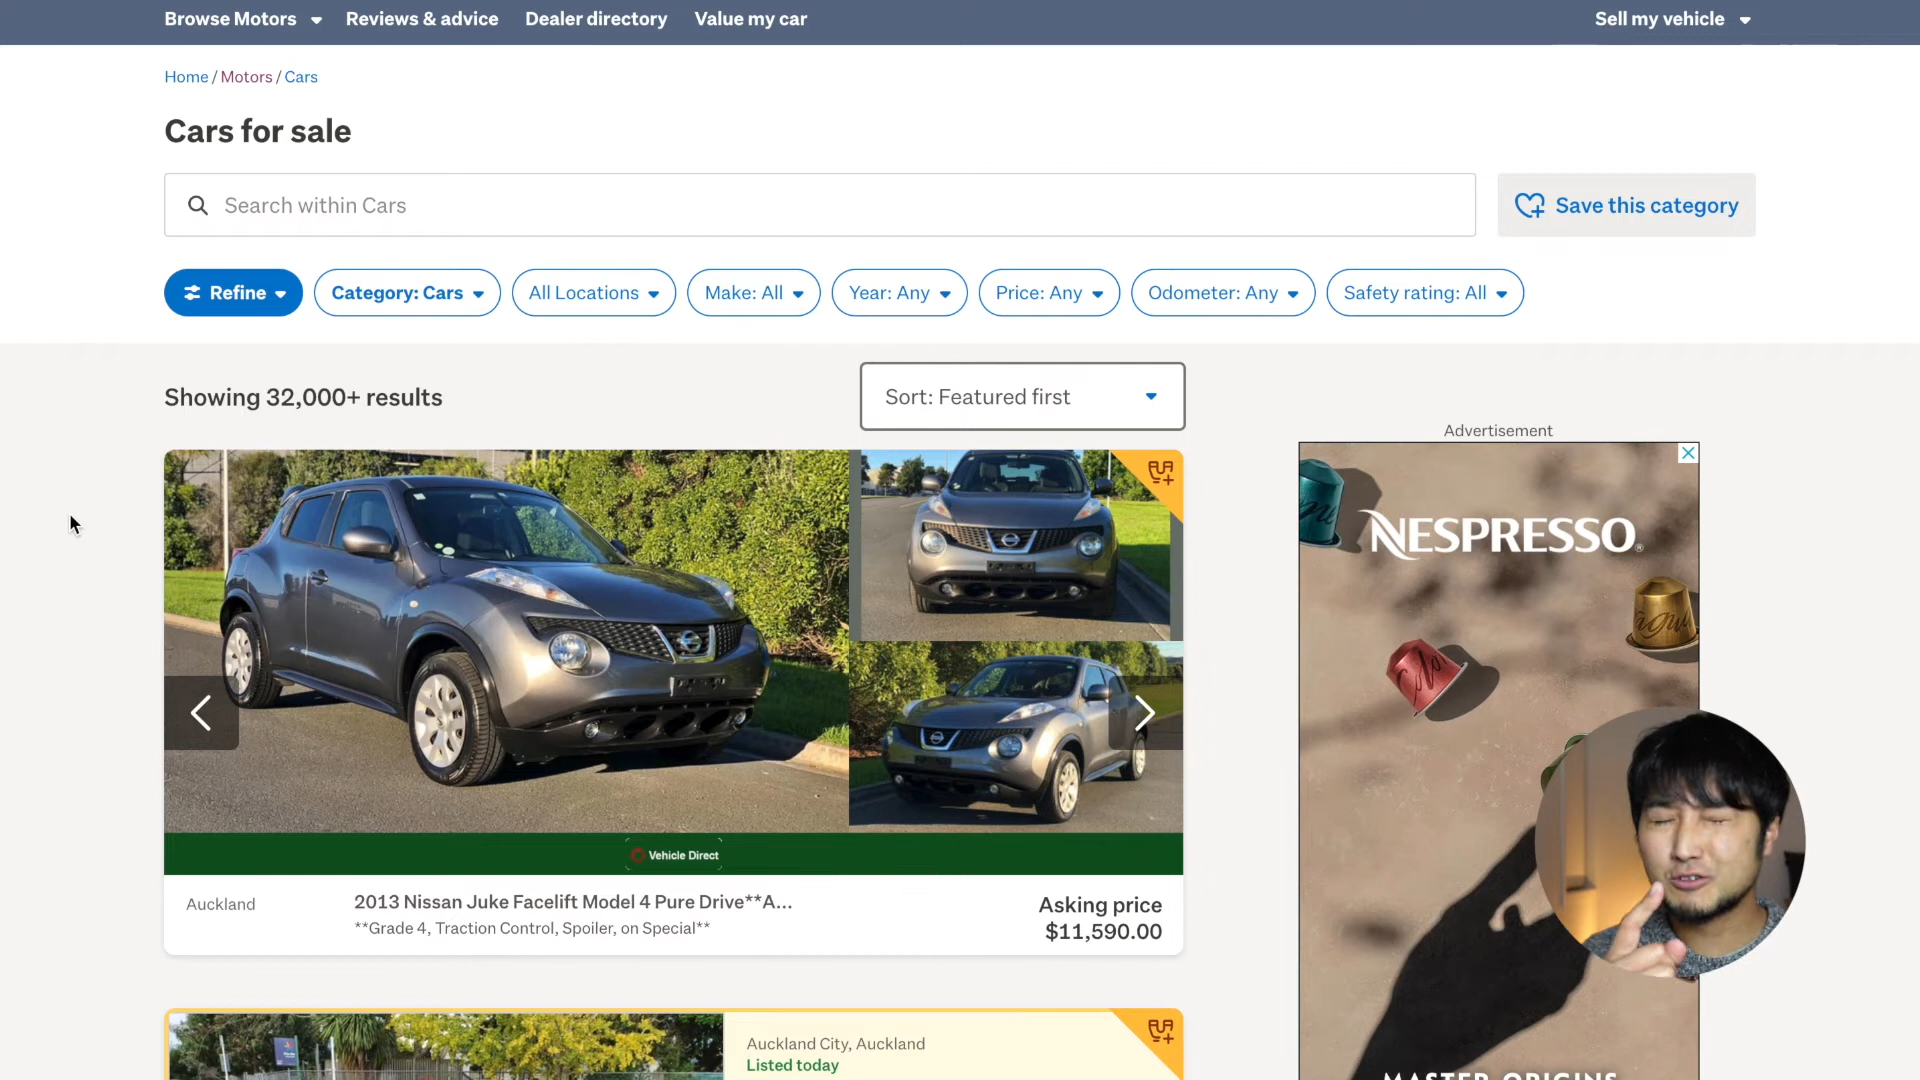 Browse Motors
Reviews & advice
Dealer directory
Value my car
Sell my vehicle
Home / Motors / Cars
Cars for sale
Search within Cars
Save this category
Refine
Category: Cars
All Locations
Make: All
Year: Any
Price: Any
Odometer: Any
Safety rating: All
Showing 32,000+ results
Sort: Featured first
Advertisement
NESPRESSO®
Vehicle Direct
Auckland
2013 Nissan Juke Facelift Model 4 Pure Drive**A...
**Grade 4, Traction Control, Spoiler, on Special**
Asking price
$11,590.00
Auckland City, Auckland
Listed today
MASTER ORIGINS